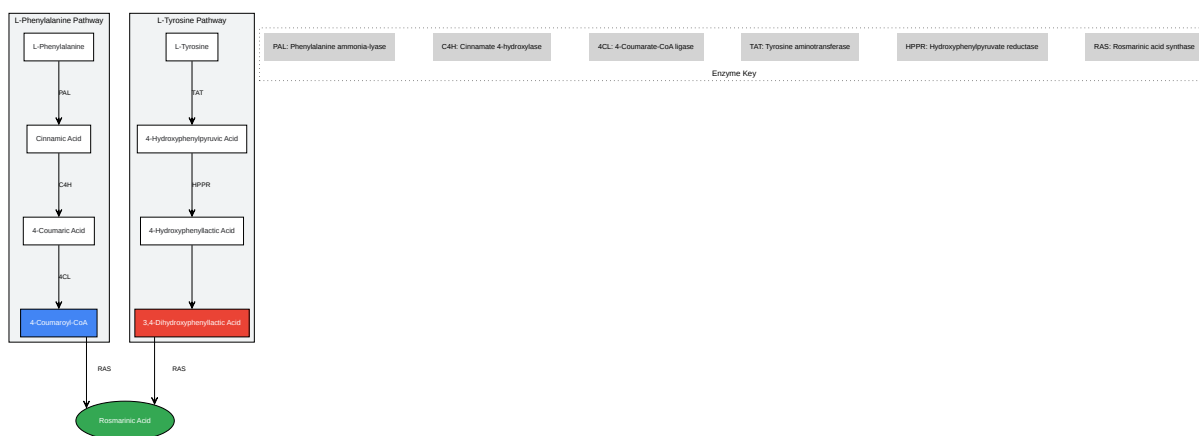 L-Phenylalanine Pathway
L-Phenylalanine
PAL
Cinnamic Acid
C4H
4-Coumaric Acid
4CL
4-Coumaroyl-CoA
RAS
L-Tyrosine Pathway
L-Tyrosine
TAT
4-Hydroxyphenylpyruvic Acid
HPPR
4-Hydroxyphenyllactic Acid
3,4-Dihydroxyphenyllactic Acid
RAS
Rosmarinic Acid
PAL: Phenylalanine ammonia-lyase
C4H: Cinnamate 4-hydroxylase
4CL: 4-Coumarate-CoA ligase
TAT: Tyrosine aminotransferase
HPPR: Hydroxyphenylpyruvate reductase
RAS: Rosmarinic acid synthase
Enzyme Key